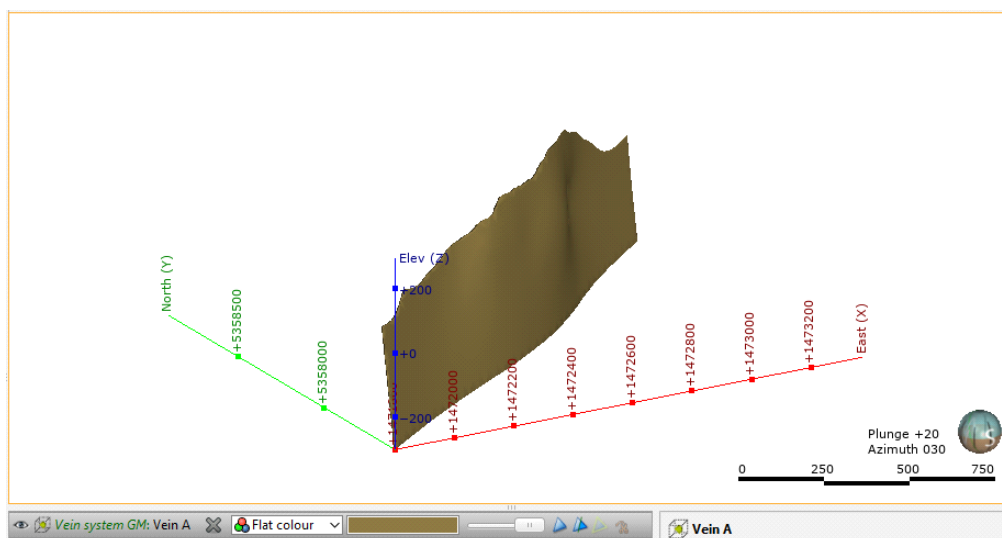 Elev (Z)
+200
+0
-200
North (Y)
+5358500
+5358000
+1472000
+1472200
+1472400
+1472600
+1472800
+1473000
+1473200
East (X)
Plunge +20
Azimuth 030
S
0 250 500 750
Vein system GM: Vein A
Flat colour
Vein A